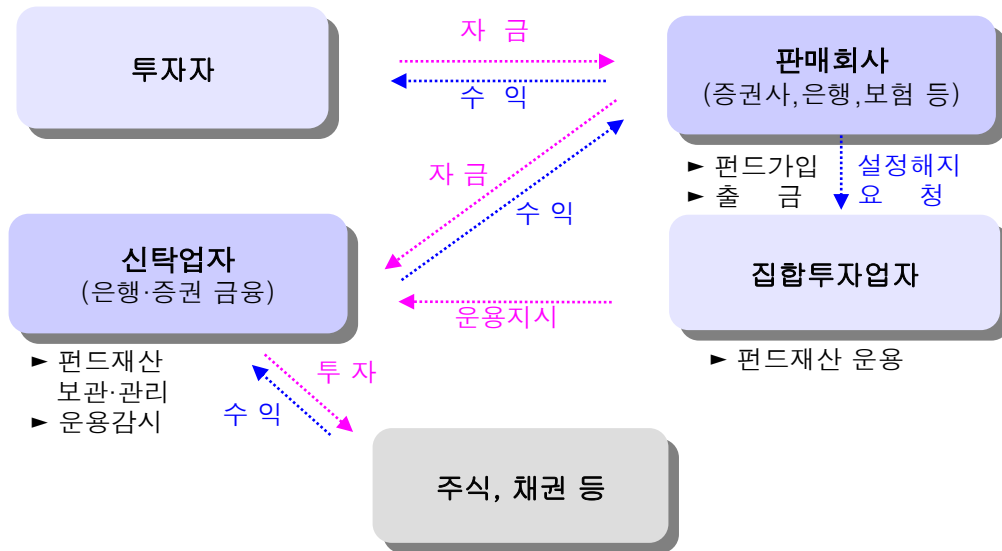 투자자
자 금
수 익
판매회사
(증권사,은행,보험 등)
► 펀드가입
► 출 금
설정해지
요 청
자 금
수 익
신탁업자
(은행·증권 금융)
집합투자업자
운용지시
► 펀드재산
보관·관리
► 운용감시
► 펀드재산 운용
투 자
수 익
주식, 채권 등